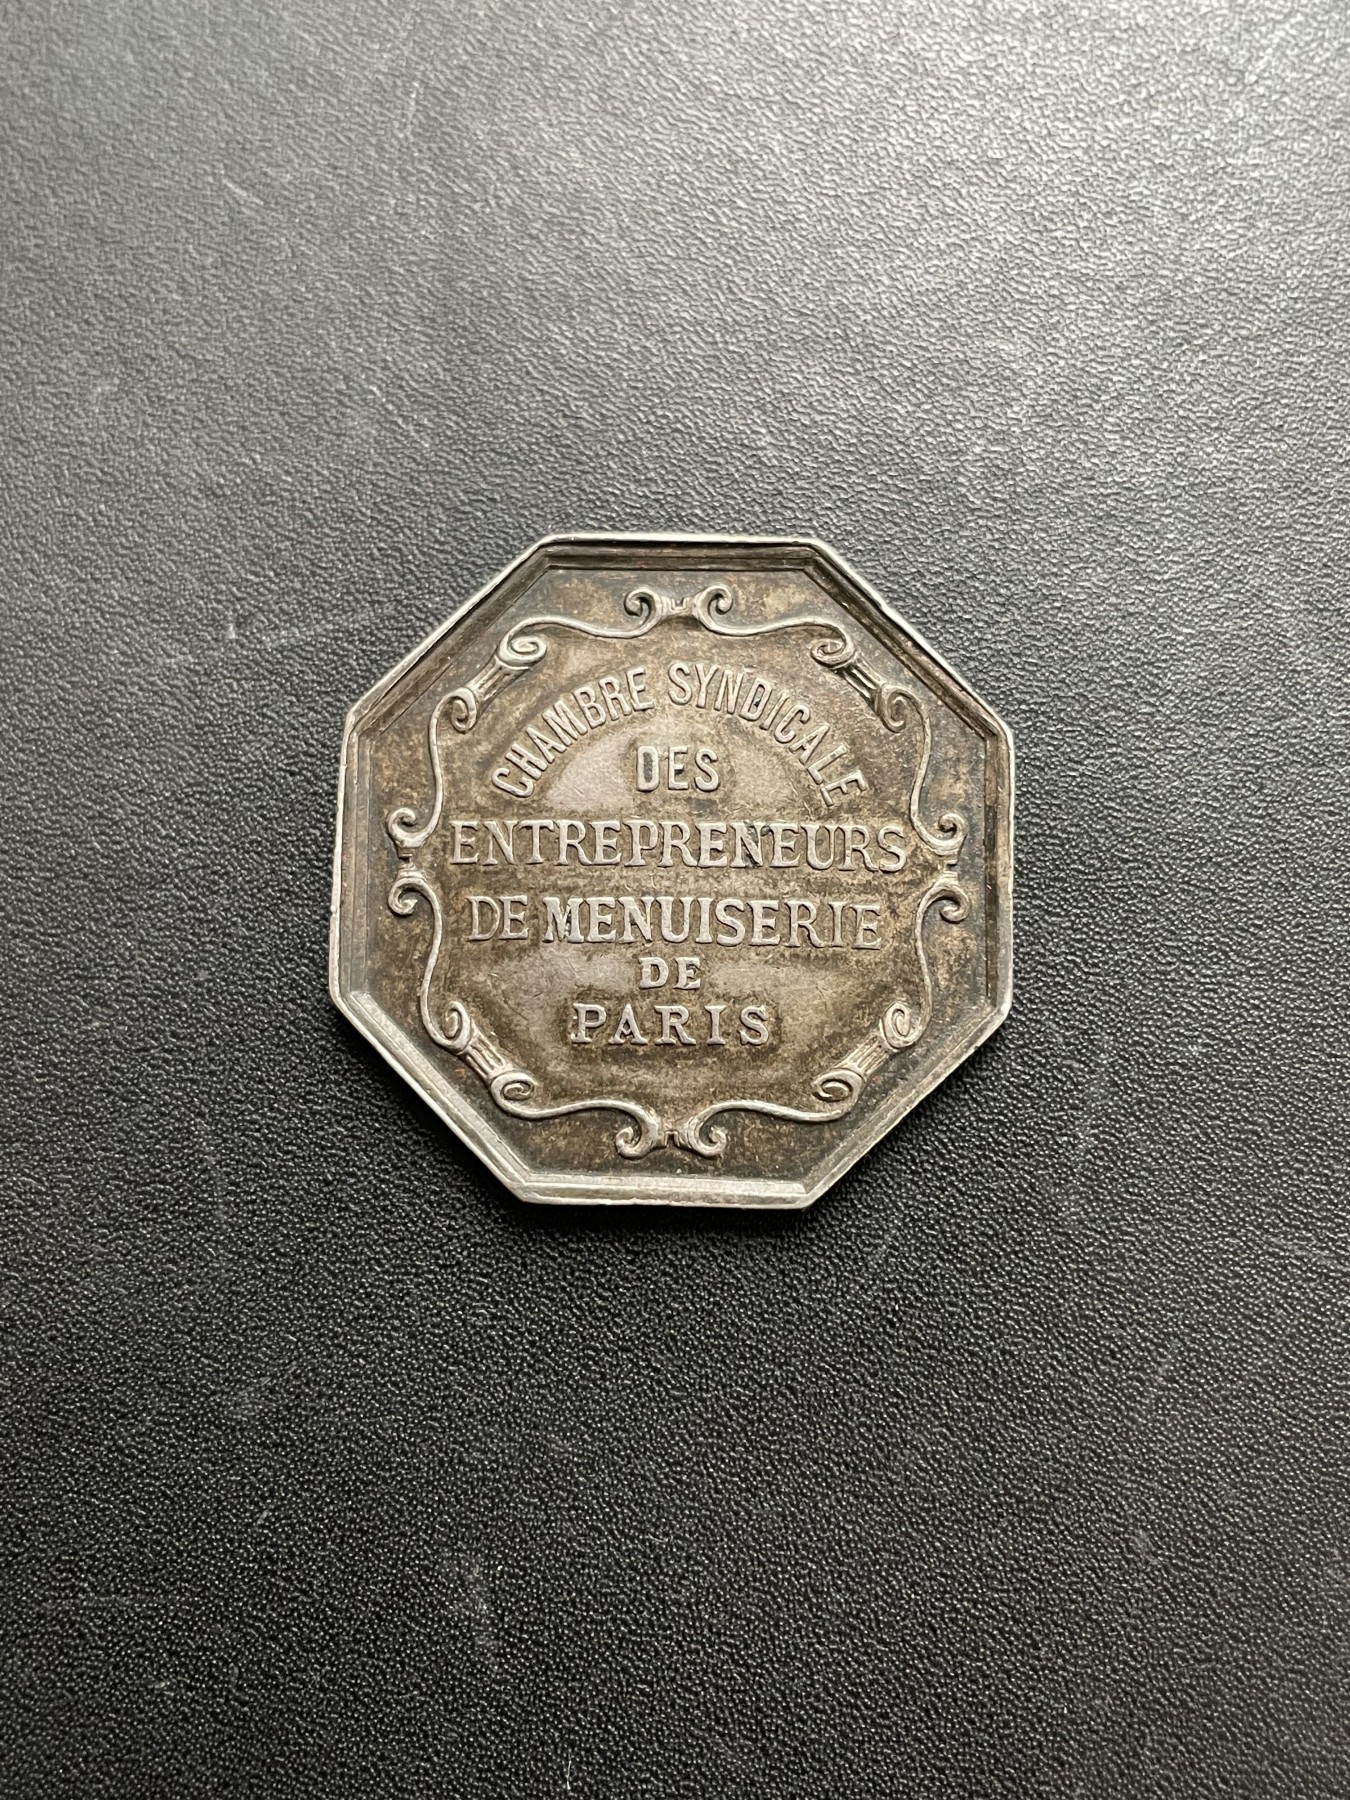 CHAMBRE SYNDICALE
DES
ENTREPRENEURS
DE MENUISERIE
DE
PARIS